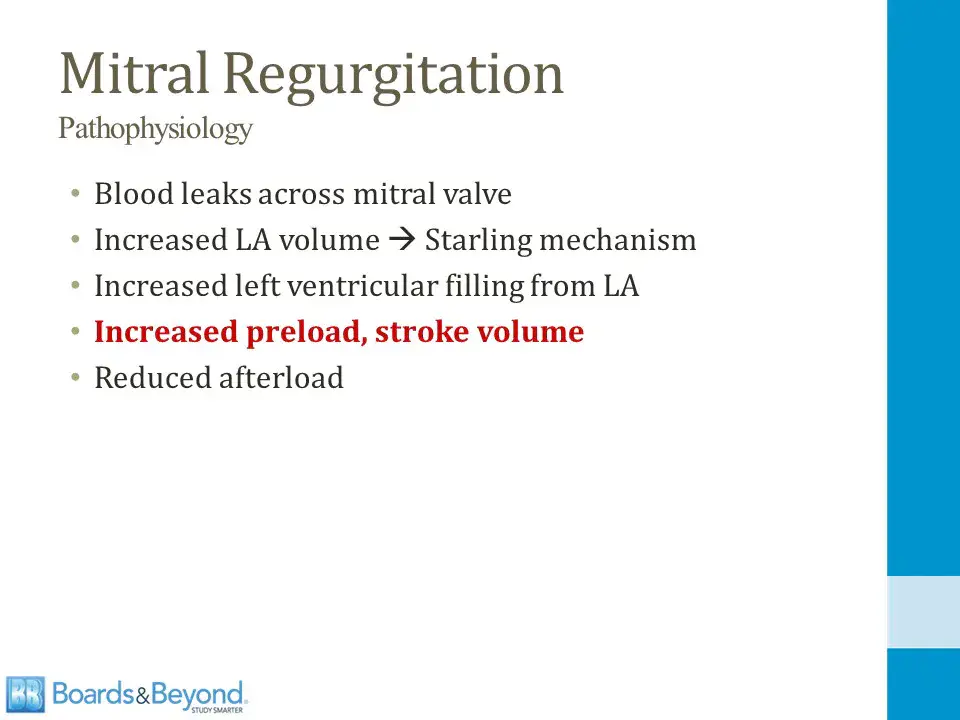 Mitral Regurgitation
Pathophysiology
• Blood leaks across mitral valve
• Increased LA volume → Starling mechanism
• Increased left ventricular filling from LA
• Increased preload, stroke volume
• Reduced afterload
BB Boards&Beyond.
STUDY SMARTER